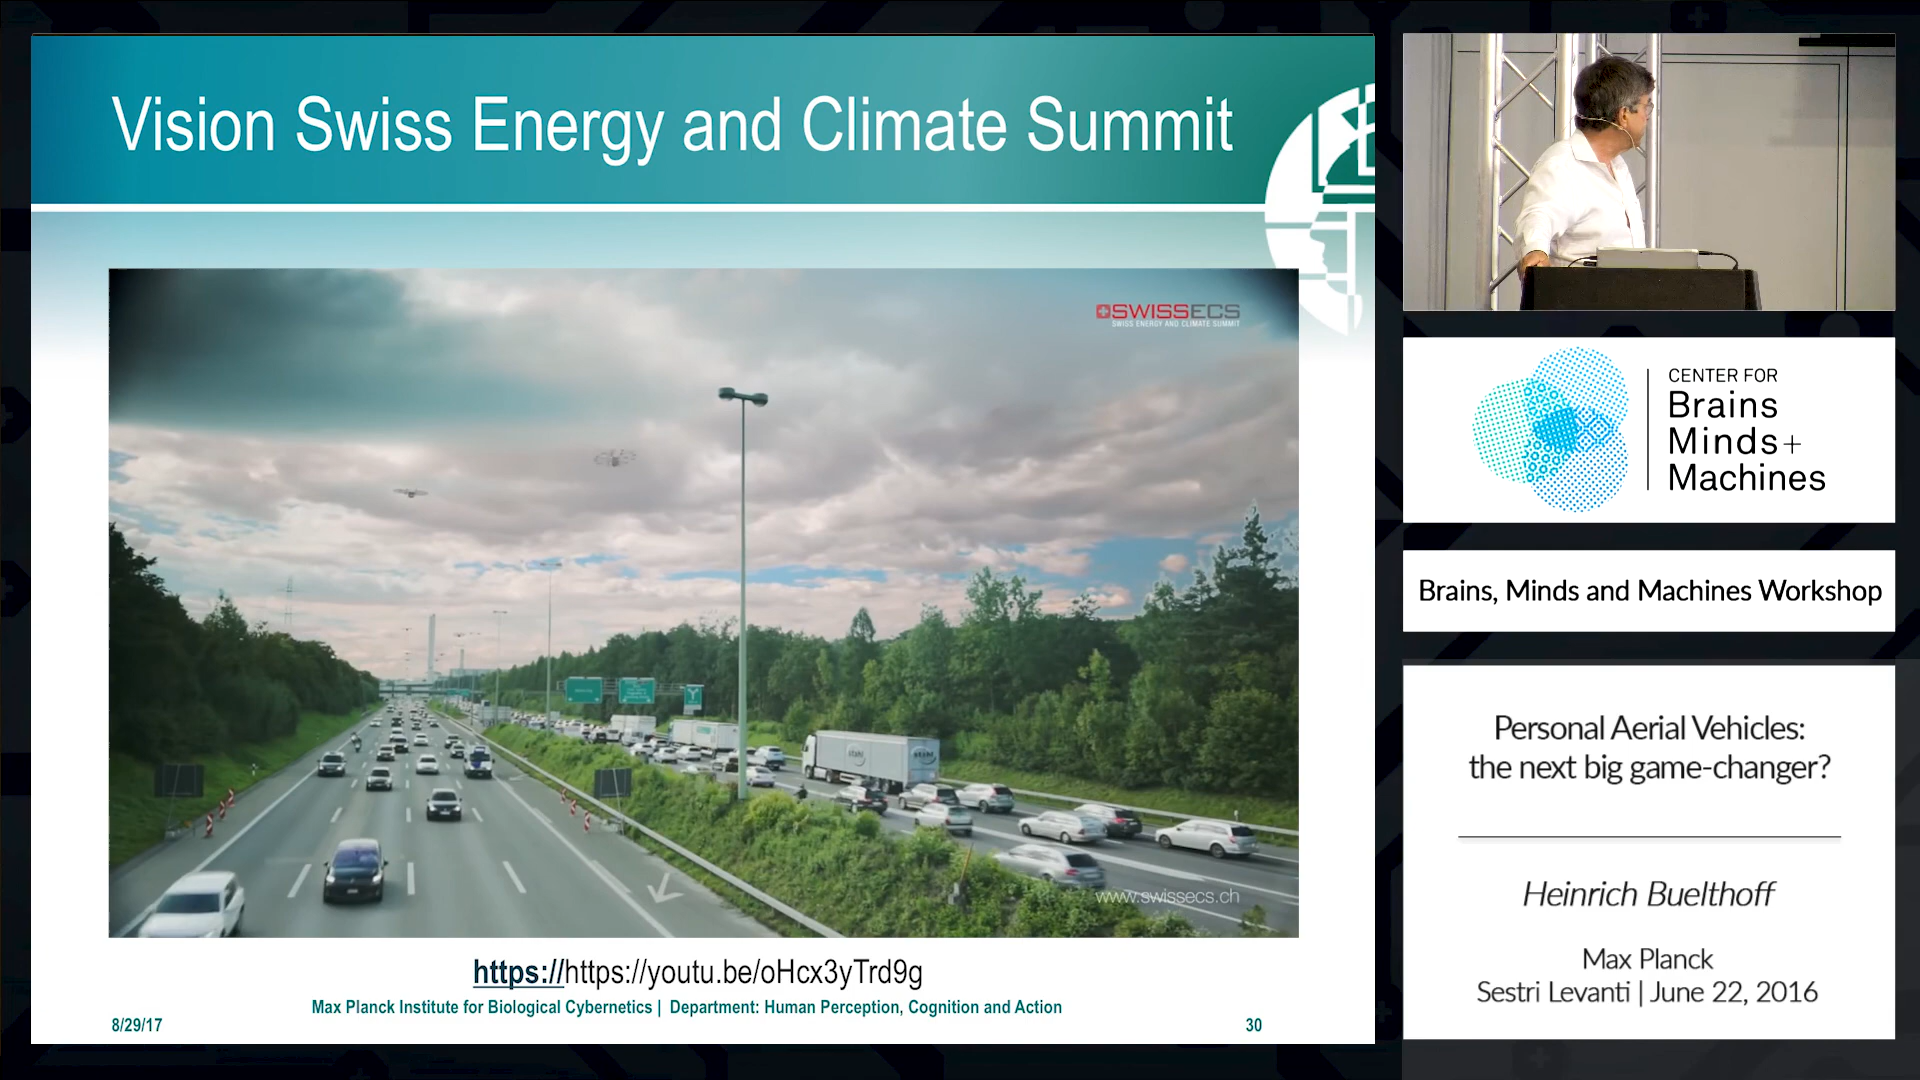 Vision Swiss Energy and Climate Summit
SWISSECS
SWISS ENERGY AND CLIMATE SUMMIT
stahl
stahl
www.swissecs.ch
https://https://youtu.be/oHcx3yTrd9g
Max Planck Institute for Biological Cybernetics | Department: Human Perception, Cognition and Action
8/29/17
30
CENTER FOR
Brains
Minds+
Machines
Brains, Minds and Machines Workshop
Personal Aerial Vehicles:
the next big game-changer?
Heinrich Buelthoff
Max Planck
Sestri Levanti | June 22, 2016